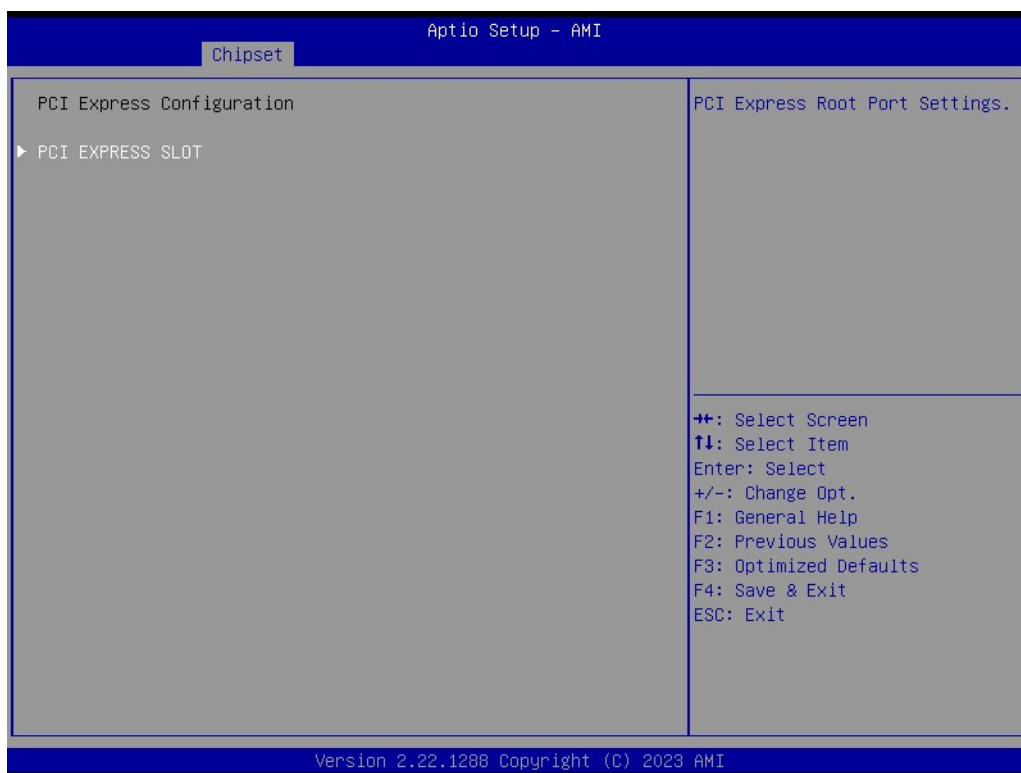 Aptio Setup – AMI
Chipset
PCI Express Configuration
▶ PCI EXPRESS SLOT
PCI Express Root Port Settings.
→←: Select Screen
↑↓: Select Item
Enter: Select
+/-: Change Opt.
F1: General Help
F2: Previous Values
F3: Optimized Defaults
F4: Save & Exit
ESC: Exit
Version 2.22.1288 Copyright (C) 2023 AMI